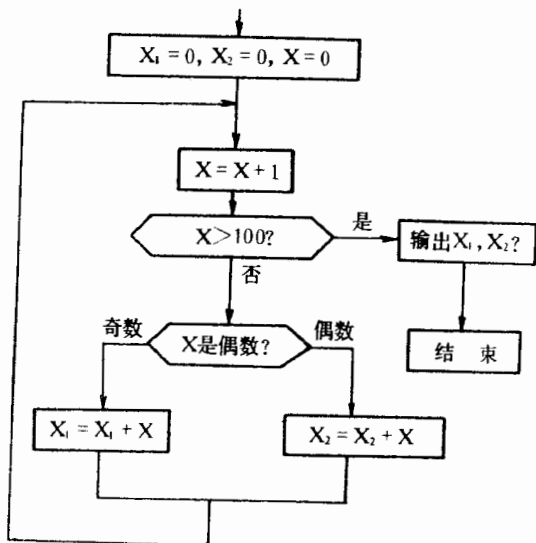 X₁=0, X₂=0, X=0
X=X+1
X>100?
是
输出X₁,X₂?
否
结 束
奇数
X是偶数?
偶数
X₁=X₁+X
X₂=X₂+X